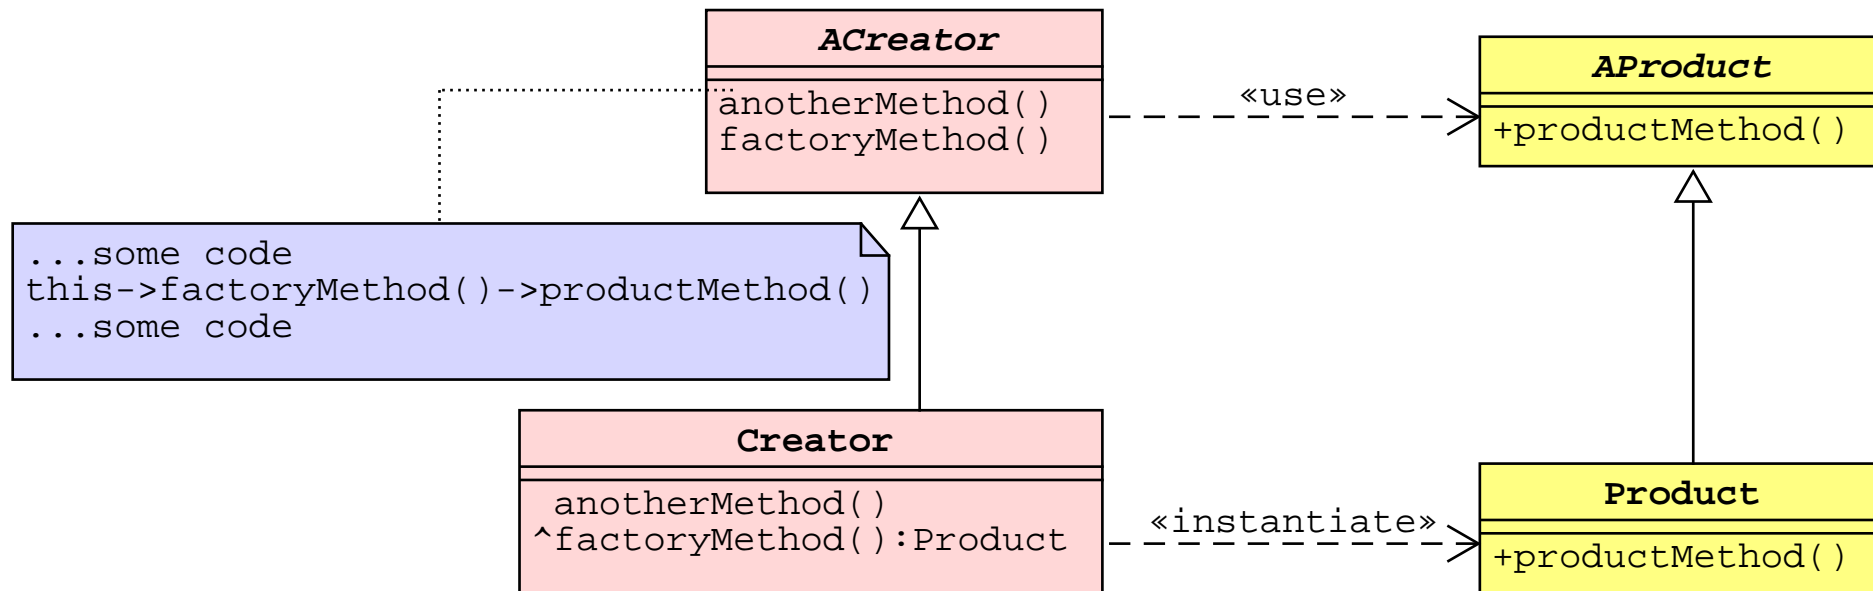 ACreator
anotherMethod()
factoryMethod()
«use»
AProduct
+productMethod()
...some code
this->factoryMethod()->productMethod()
...some code
Creator
anotherMethod()
^factoryMethod():Product
«instantiate»
Product
+productMethod()